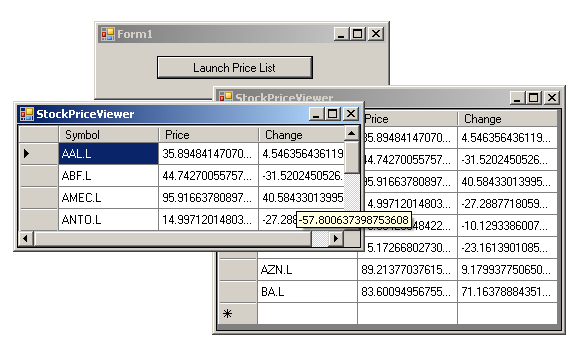 Form1
Launch Price List
StockPriceViewer
Price Change
35.89484147070... 4.546356436119...
44.74270055757... -31.5202450526...
95.91663780897... 40.58433013995...
4.99712014803... -27.2887718059...
-10.1293386007...
5.17266802730... -23.1613901085...
AZN.L 89.21377037615... 9.179937750650...
BA.L 83.60094956755... 71.16378884351...
StockPriceViewer
Symbol Price Change
AAL.L 35.89484147070... 4.546356436119...
ABF.L 44.74270055757... -31.5202450526...
AMEC.L 95.91663780897... 40.58433013995...
ANTO.L 14.99712014803... -27.288
-57.800637398753608